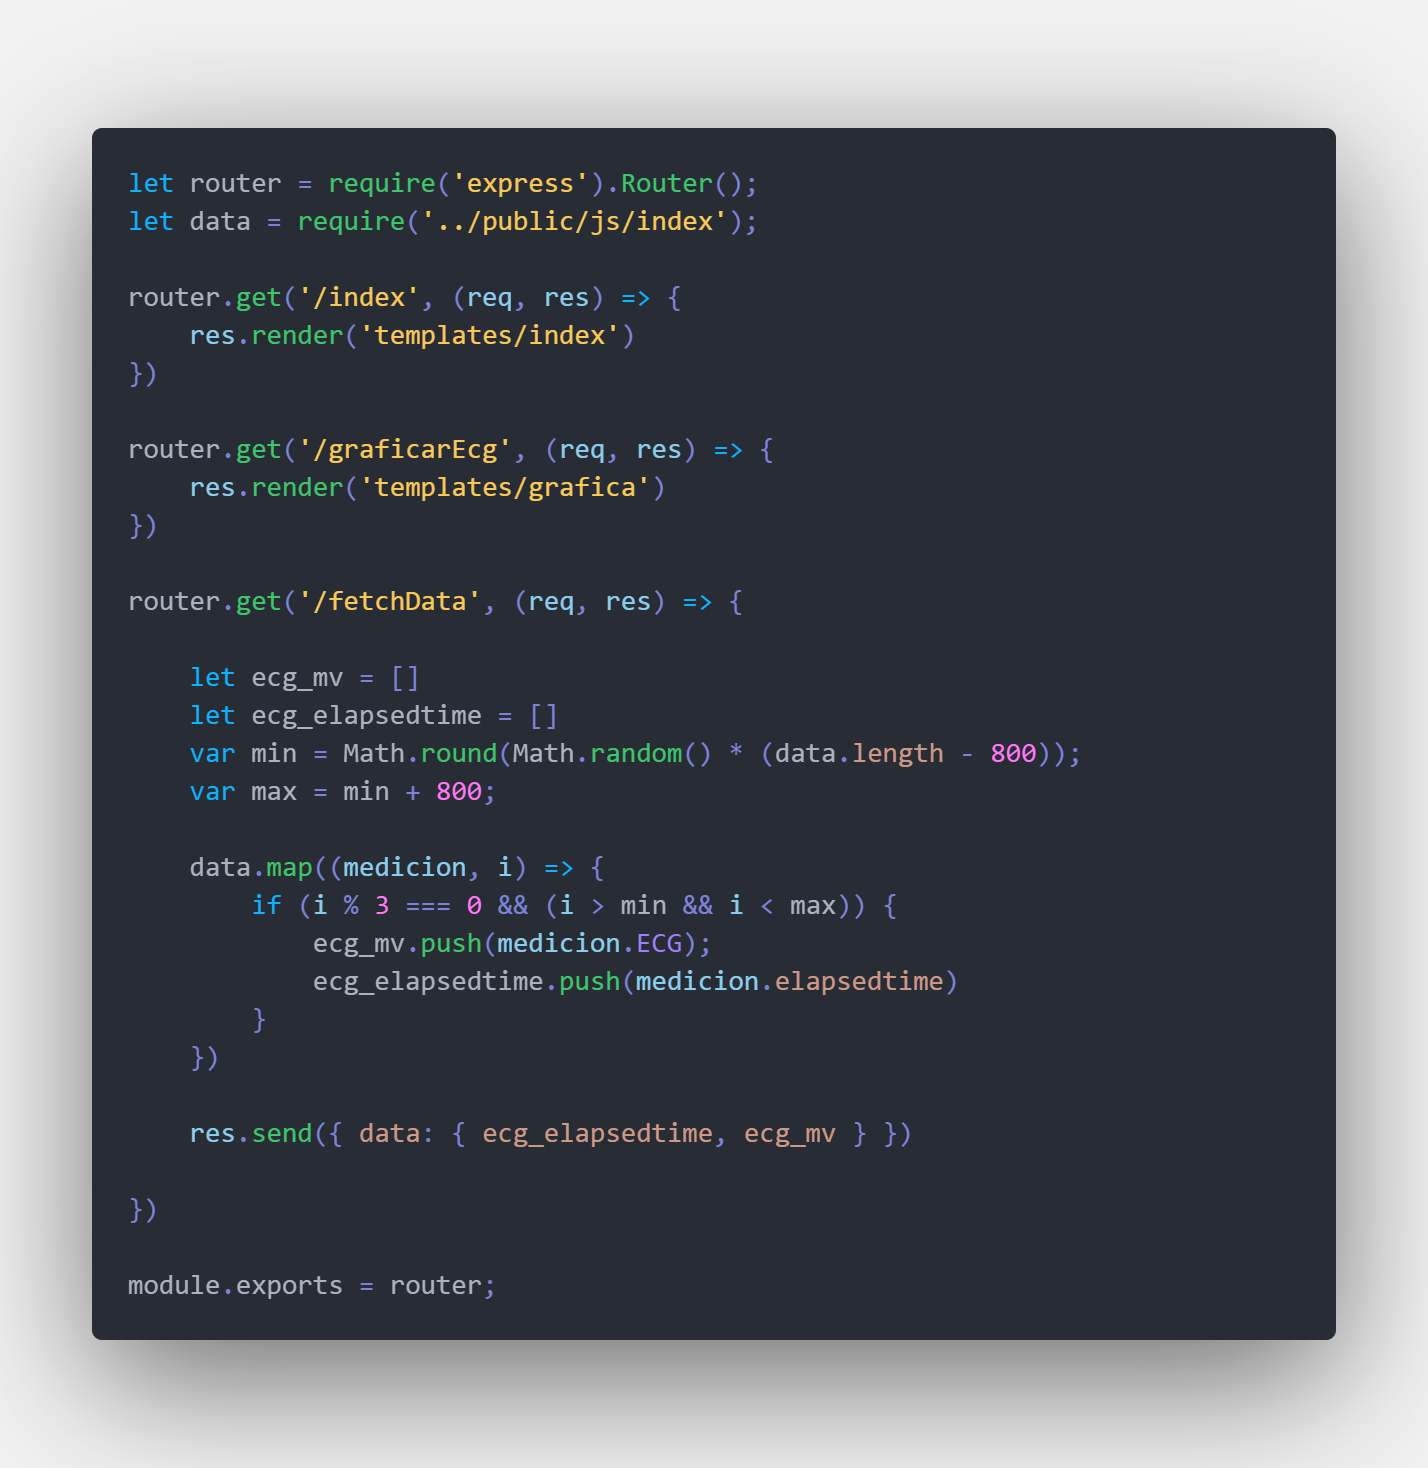 let router = require('express').Router();
let data = require('../public/js/index');

router.get('/index', (req, res) => {
    res.render('templates/index')
})

router.get('/graficarEcg', (req, res) => {
    res.render('templates/grafica')
})

router.get('/fetchData', (req, res) => {

    let ecg_mv = []
    let ecg_elapsedtime = []
    var min = Math.round(Math.random() * (data.length - 800));
    var max = min + 800;

    data.map((medicion, i) => {
        if (i % 3 === 0 && (i > min && i < max)) {
            ecg_mv.push(medicion.ECG);
            ecg_elapsedtime.push(medicion.elapsedtime)
        }
    })

    res.send({ data: { ecg_elapsedtime, ecg_mv } })

})

module.exports = router;